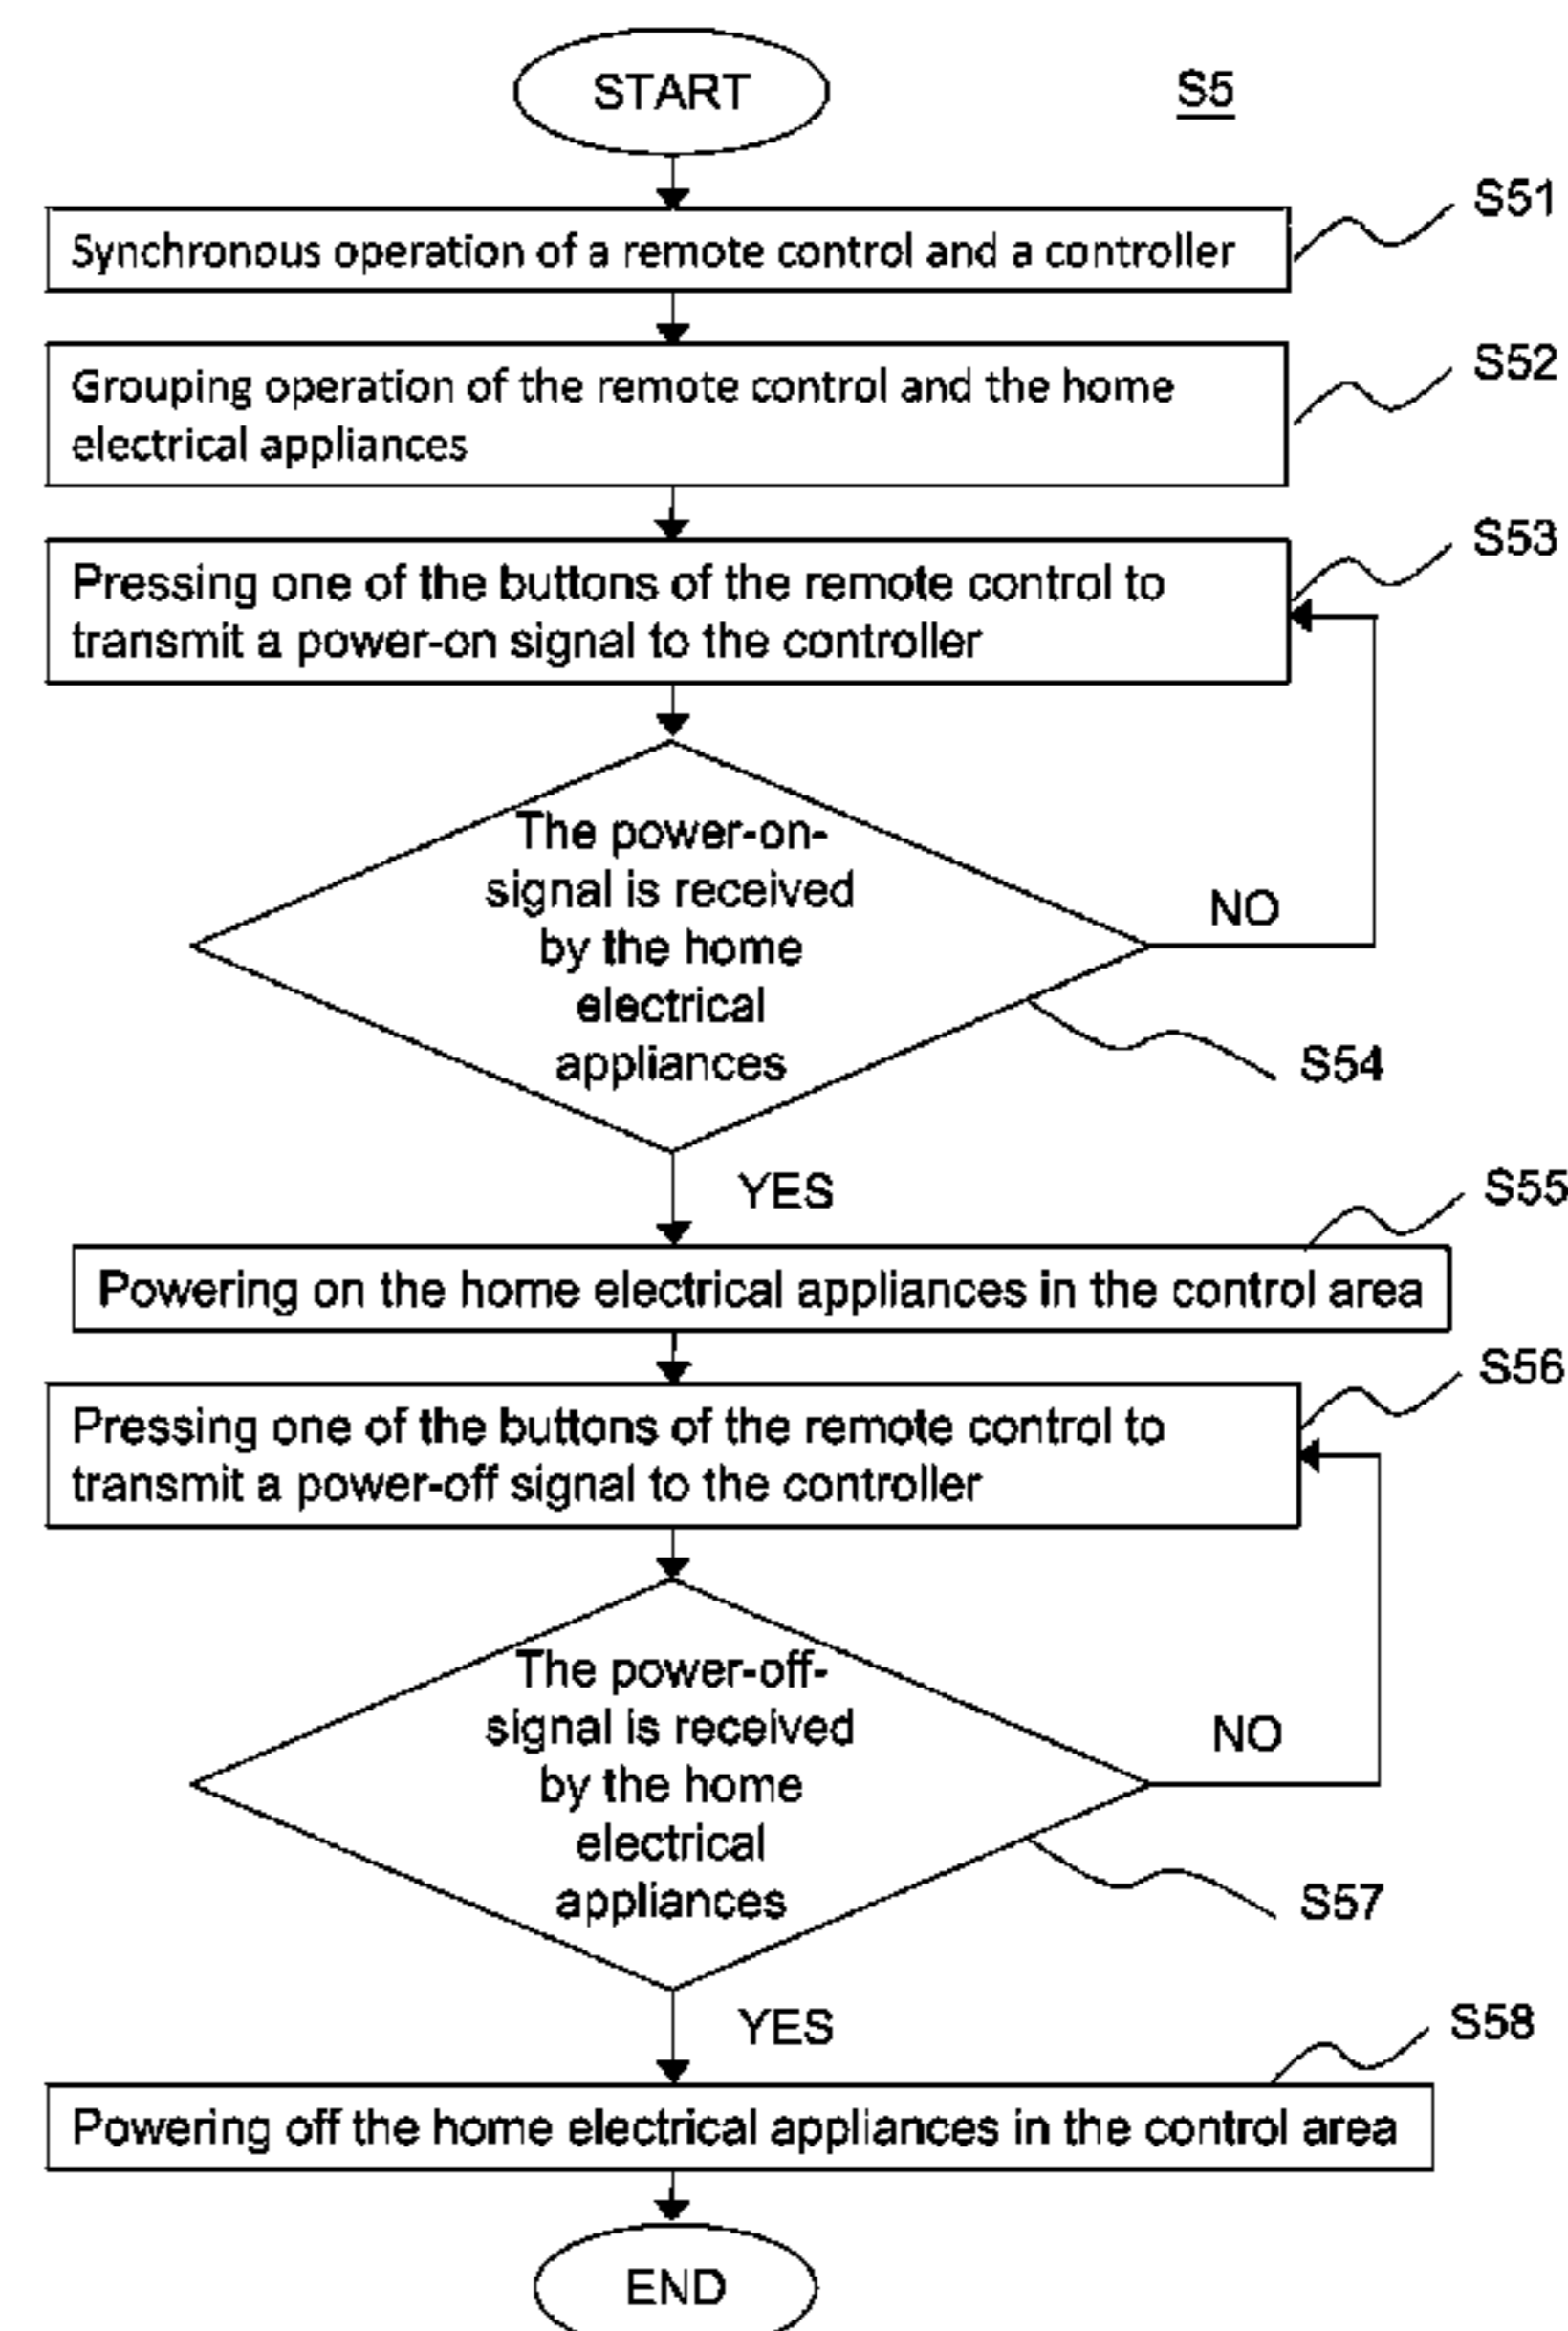 START
S5
S51
Synchronous operation of a remote control and a controller
S52
Grouping operation of the remote control and the home
electrical appliances
S53
Pressing one of the buttons of the remote control to
transmit a power-on signal to the controller
The power-on-
signal is received
by the home
electrical
appliances
NO
S54
YES
S55
Powering on the home electrical appliances in the control area
S56
Pressing one of the buttons of the remote control to
transmit a power-off signal to the controller
The power-off-
signal is received
by the home
electrical
appliances
NO
S57
YES
S58
Powering off the home electrical appliances in the control area
END